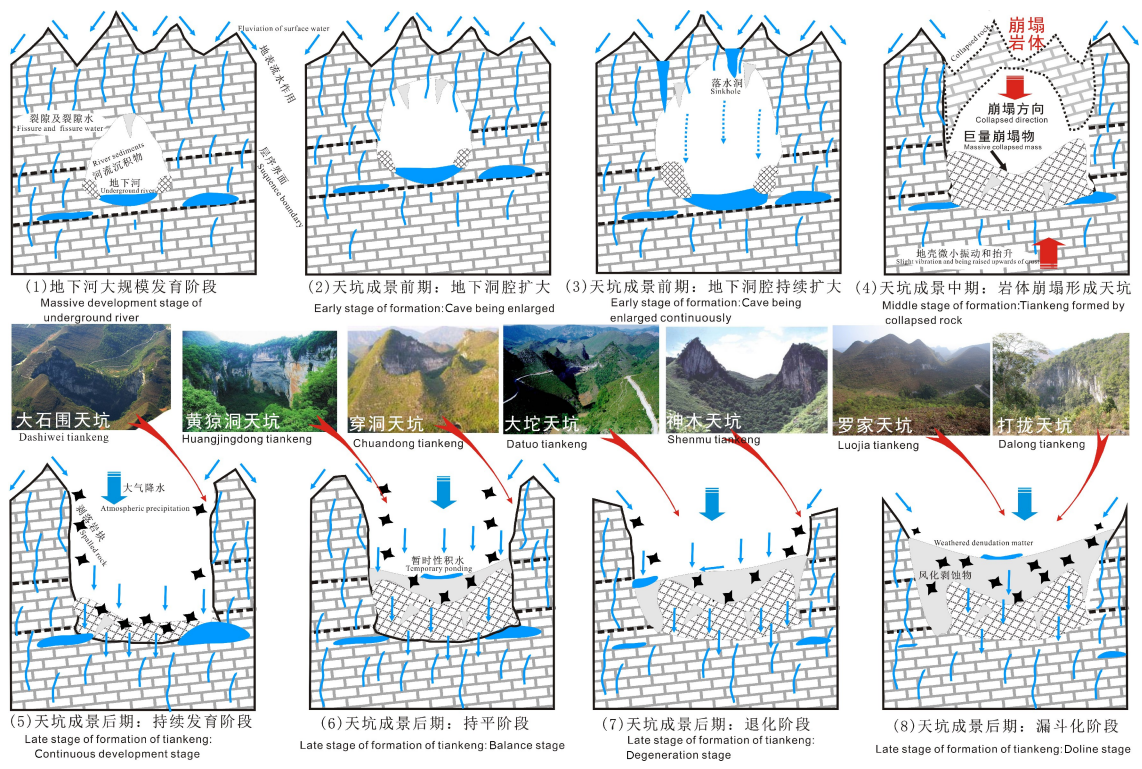 Fluviation of surface water
地表流水作用
裂隙及裂隙水
Fissure and fissure water
River sediments
河流沉积物
地下河
Underground river
层序界面
Suquence boundary
(1)地下河大规模发育阶段
Massive development stage of
underground river
(2)天坑成景前期:地下洞腔扩大
Early stage of formation:Cave being enlarged
落水洞
Sinkhole
(3)天坑成景前期:地下洞腔持续扩大
Early stage of formation:Cave being
enlarged continuously
Collapsed rock
崩塌
岩体
崩塌方向
Collapsed direction
巨量崩塌物
Massive collapsed mass
地壳微小振动和抬升
Slight vibration and being raised upwards of crust
(4)天坑成景中期:岩体崩塌形成天坑
Middle stage of formation:Tiankeng formed by
collapsed rock
大石围天坑
Dashiwei tiankeng
黄猄洞天坑
Huangjingdong tiankeng
穿洞天坑
Chuandong tiankeng
大坨天坑
Datuo tiankeng
神木天坑
Shenmu tiankeng
罗家天坑
Luojia tiankeng
打拢天坑
Dalong tiankeng
大气降水
Atmospheric precipitation
剥落岩块
Spalled rock
(5)天坑成景后期:持续发育阶段
Late stage of formation of tiankeng:
Continuous development stage
暂时性积水
Temporary ponding
(6)天坑成景后期:持平阶段
Late stage of formation of tiankeng:Balance stage
(7)天坑成景后期:退化阶段
Late stage of formation of tiankeng:
Degeneration stage
Weathered denudation matter
风化剥蚀物
(8)天坑成景后期:漏斗化阶段
Late stage of formation of tiankeng:Doline stage